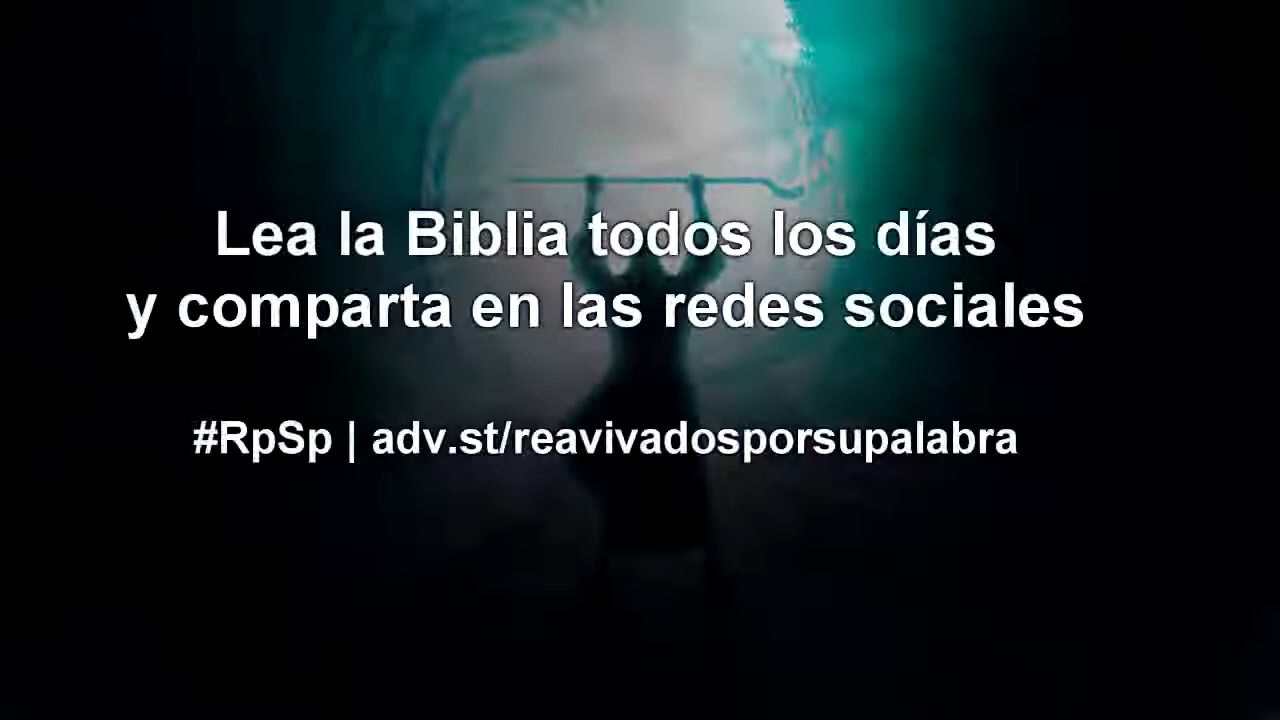 Lea la Biblia todos los días
y comparta en las redes sociales
#RpSp | adv.st/reavivadosporsupalabra